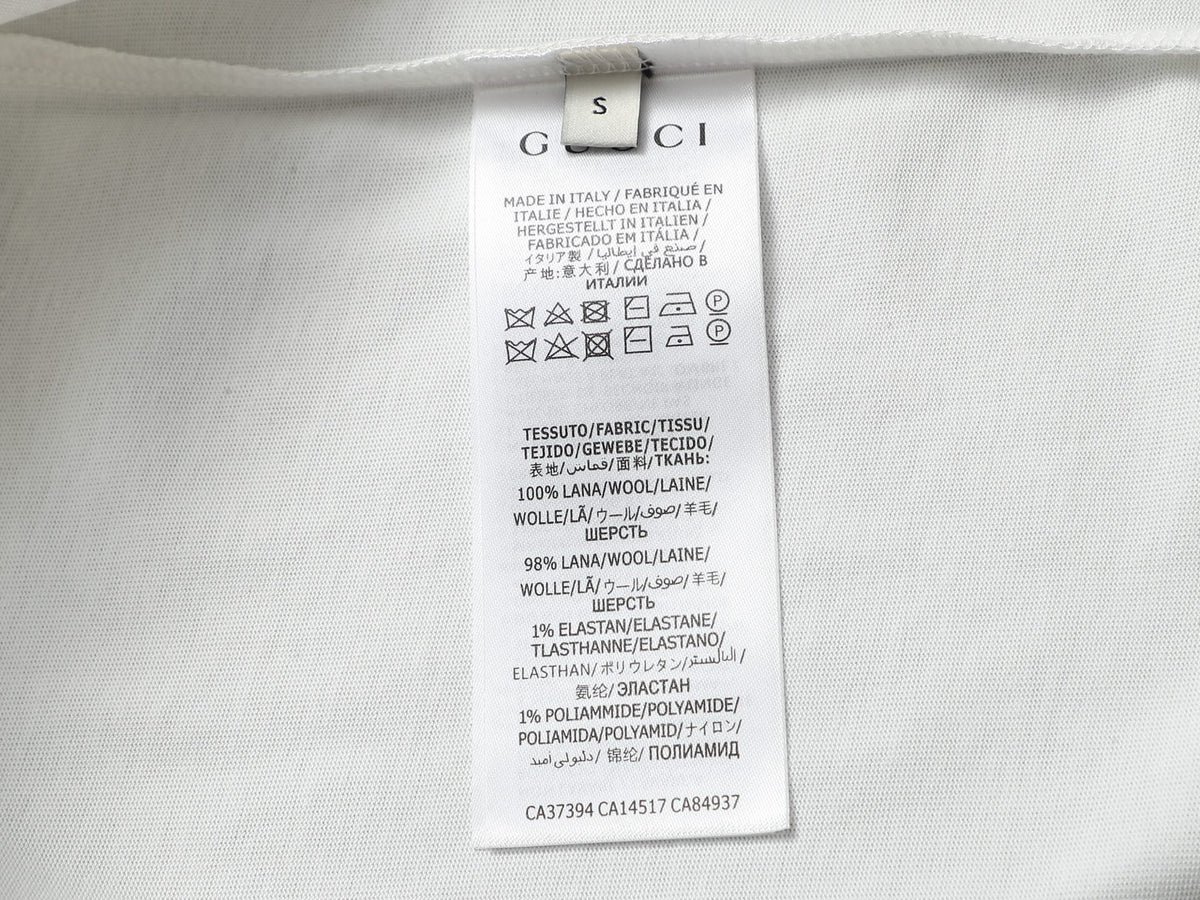 S
GUCCI
MADE IN ITALY / FABRIQUÉ EN
ITALIE / HECHO EN ITALIA /
HERGESTELLT IN ITALIEN /
FABRICADO EM ITÁLIA /
イタリア製 / صنع في إيطاليا /
产地:意大利 / СДЕЛАНО В
ИТАЛИИ
P
P
TESSUTO/FABRIC/TISSU/
TEJIDO/GEWEBE/TECIDO/
表地/قماش/面料/ТКАНЬ:
100% LANA/WOOL/LAINE/
WOLLE/LÃ/ウール/صوف/羊毛/
ШЕРСТЬ
98% LANA/WOOL/LAINE/
WOLLE/LÃ/ウール/صوف/羊毛/
ШЕРСТЬ
1% ELASTAN/ELASTANE/
TLASTHANNE/ELASTANO/
ELASTHAN/ポリウレタン/
氨纶/ЭЛАСТАН
1% POLIAMMIDE/POLYAMIDE/
POLIAMIDA/POLYAMID/ナイロン/
/锦纶/ПОЛИАМИД
CA37394 CA14517 CA84937